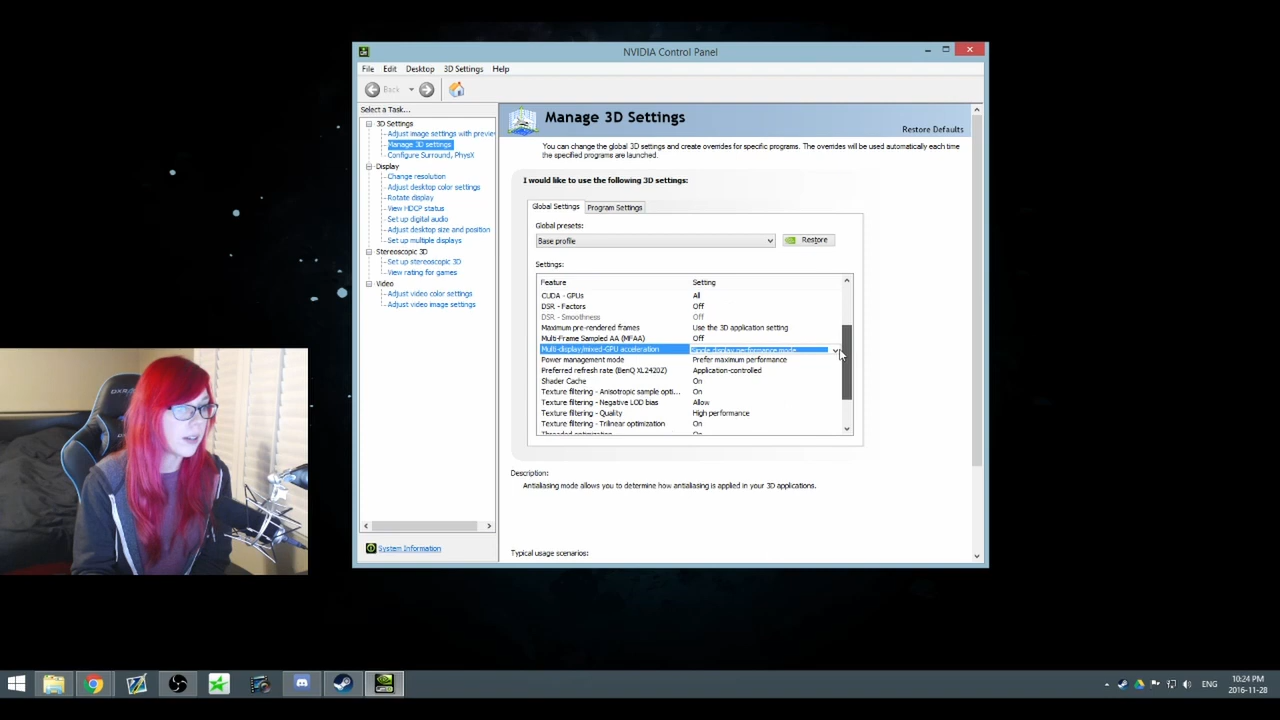 NVIDIA Control Panel
File Edit Desktop 3D Settings Help
Back
Select a Task...
3D Settings
Adjust image settings with preview
Manage 3D settings
Configure Surround, PhysX
Display
Change resolution
Adjust desktop color settings
Rotate display
View HDCP status
Set up digital audio
Adjust desktop size and position
Set up multiple displays
Stereoscopic 3D
Set up stereoscopic 3D
View rating for games
Video
Adjust video color settings
Adjust video image settings
System Information
Manage 3D Settings
Restore Defaults
You can change the global 3D settings and create overrides for specific programs. The overrides will be used automatically each time
the specified programs are launched.
I would like to use the following 3D settings:
Global Settings Program Settings
Global presets:
Base profile Restore
Settings:
Feature Setting
CUDA - GPUs All
DSR - Factors Off
DSR - Smoothness Off
Maximum pre-rendered frames Use the 3D application setting
Multi-Frame Sampled AA (MFAA) Off
Multi-display/mixed-GPU acceleration Single display performance mode
Power management mode Prefer maximum performance
Preferred refresh rate (BenQ XL2420Z) Application-controlled
Shader Cache On
Texture filtering - Anisotropic sample opti... On
Texture filtering - Negative LOD bias Allow
Texture filtering - Quality High performance
Texture filtering - Trilinear optimization On
Threaded optimization On
Description:
Antialiasing mode allows you to determine how antialiasing is applied in your 3D applications.
Typical usage scenarios:
ENG
10:24 PM
2016-11-28